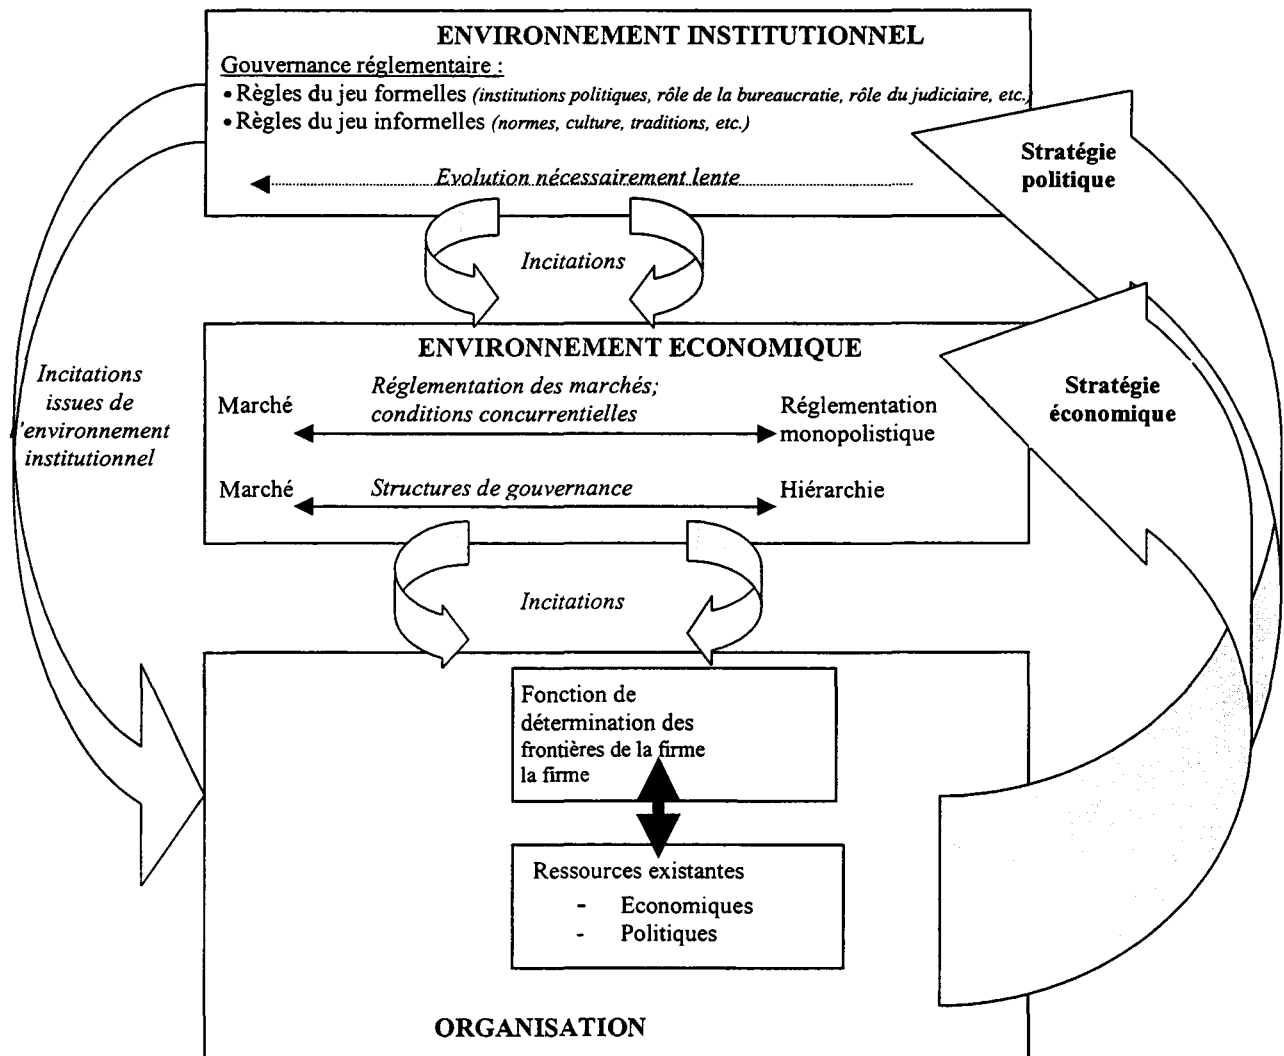 ENVIRONNEMENT INSTITUTIONNEL
Gouvernance réglementaire :
• Règles du jeu formelles (institutions politiques, rôle de la bureaucratie, rôle du judiciaire, etc.)
• Règles du jeu informelles (normes, culture, traditions, etc.)
Evolution nécessairement lente
Stratégie
politique
Incitations
ENVIRONNEMENT ECONOMIQUE
Incitations
issues de
l'environnement
institutionnel
Marché
Réglementation des marchés;
conditions concurrentielles
Réglementation
monopolistique
Stratégie
économique
Marché
Structures de gouvernance
Hiérarchie
Incitations
Fonction de
détermination des
frontières de la firme
la firme
Ressources existantes
- Economiques
- Politiques
ORGANISATION